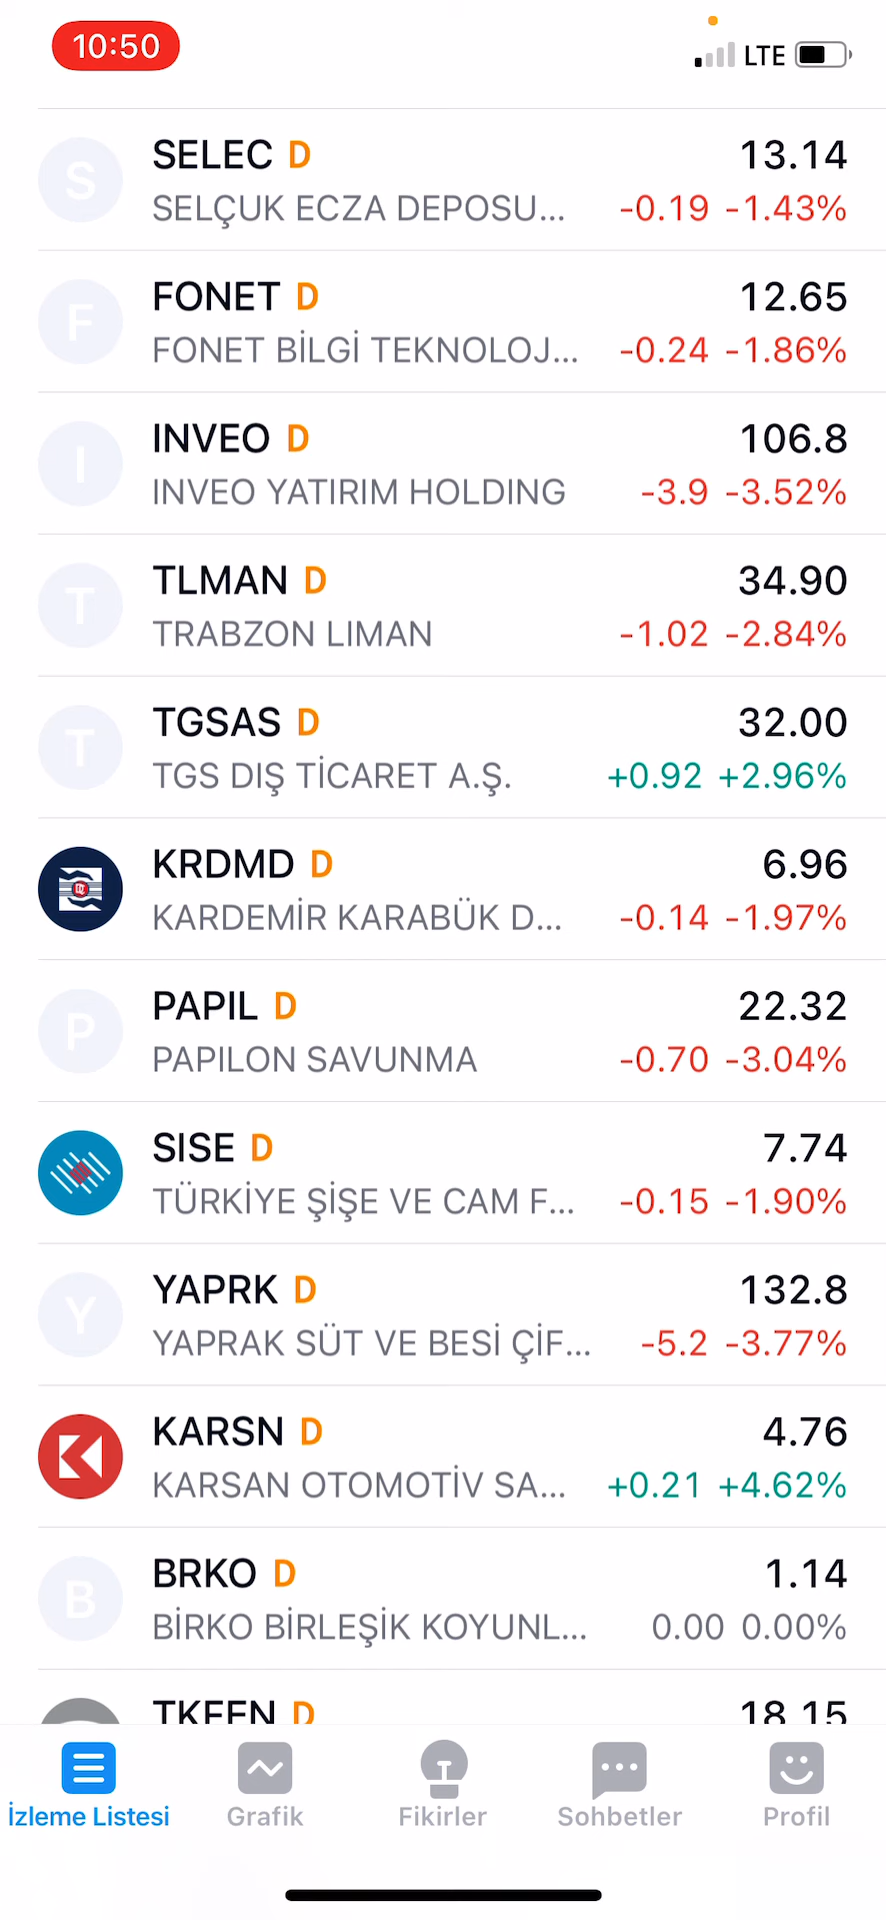 10:50
LTE
S
SELEC D
13.14
SELÇUK ECZA DEPOSU...
-0.19 -1.43%
F
FONET D
12.65
FONET BİLGİ TEKNOLOJ...
-0.24 -1.86%
I
INVEO D
106.8
INVEO YATIRIM HOLDING
-3.9 -3.52%
T
TLMAN D
34.90
TRABZON LIMAN
-1.02 -2.84%
T
TGSAS D
32.00
TGS DIŞ TİCARET A.Ş.
+0.92 +2.96%
KRDMD D
6.96
KARDEMİR KARABÜK D...
-0.14 -1.97%
P
PAPIL D
22.32
PAPILON SAVUNMA
-0.70 -3.04%
SISE D
7.74
TÜRKİYE ŞİŞE VE CAM F...
-0.15 -1.90%
Y
YAPRK D
132.8
YAPRAK SÜT VE BESİ ÇİF...
-5.2 -3.77%
KARSN D
4.76
KARSAN OTOMOTİV SA...
+0.21 +4.62%
B
BRKO D
1.14
BİRKO BİRLEŞİK KOYUNL...
0.00 0.00%
TKFEN D
18.15
İzleme Listesi
Grafik
Fikirler
Sohbetler
Profil